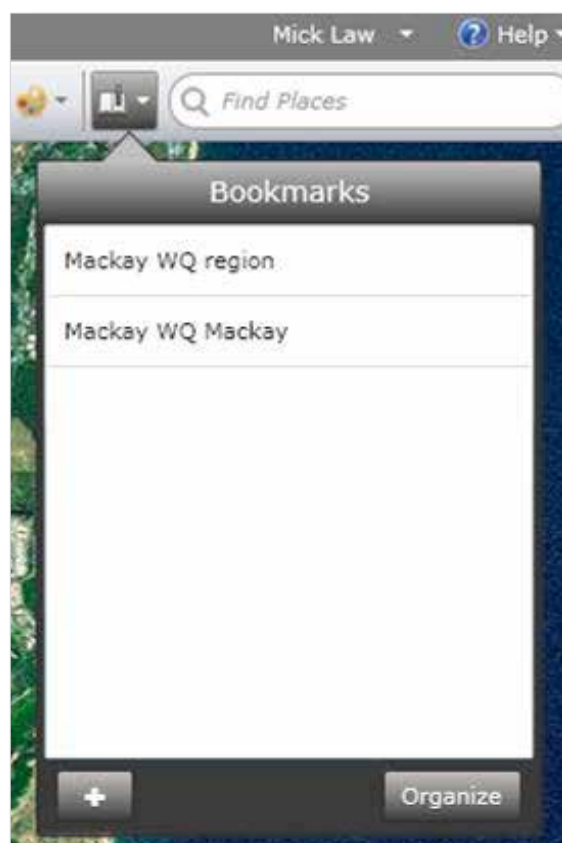 Mick Law
Help
Find Places
Bookmarks
Mackay WQ region
Mackay WQ Mackay
Organize